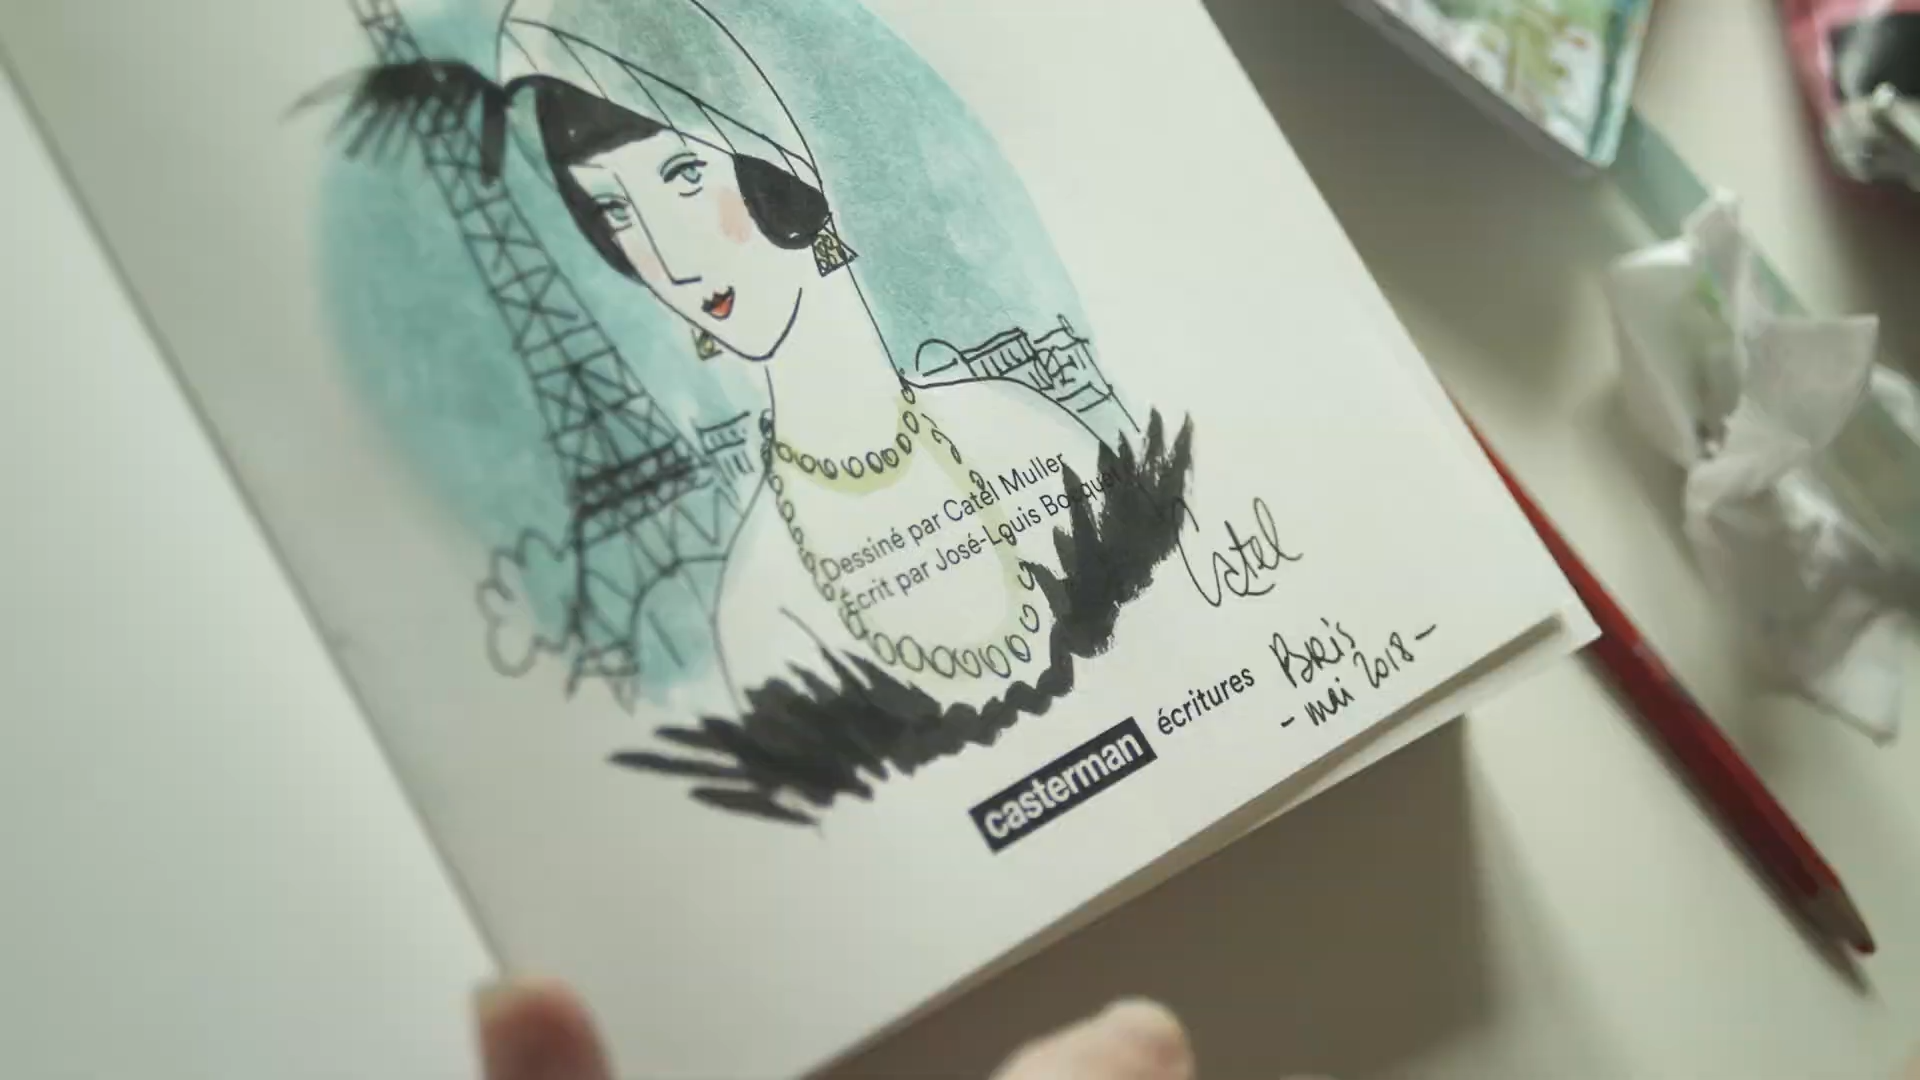 Dessiné par Catel Muller
Écrit par José-Louis Bocquet
Catel
casterman écritures
Paris
- mai 2018 -